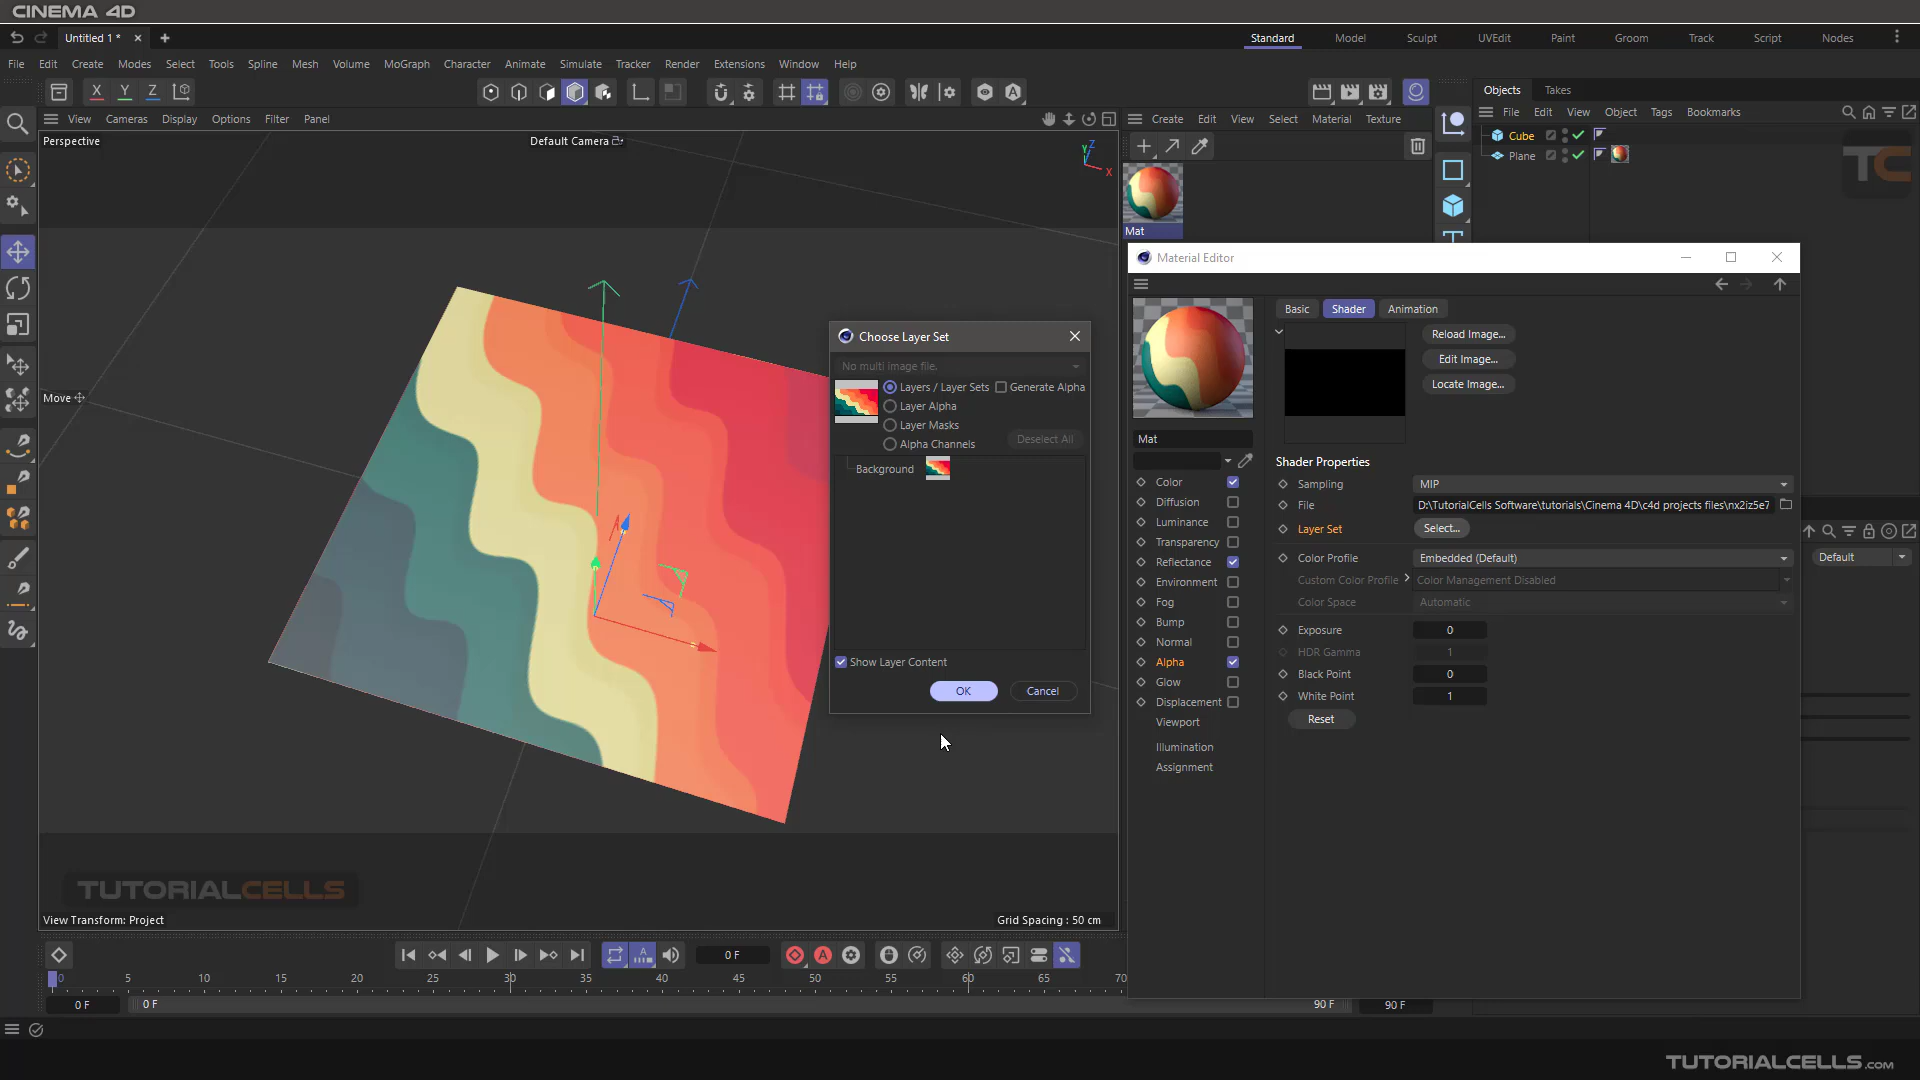 CINEMA 4D
Untitled 1 *
Standard Model Sculpt UVEdit Paint Groom Track Script Nodes
File Edit Create Modes Select Tools Spline Mesh Volume MoGraph Character Animate Simulate Tracker Render Extensions Window Help
X Y Z
Objects Takes
View Cameras Display Options Filter Panel
Create Edit View Select Material Texture
File Edit View Object Tags Bookmarks
Perspective
Default Camera
Y Z X
Cube
Plane
TC
Mat
Material Editor
Basic Shader Animation
Reload Image...
Edit Image...
Locate Image...
Choose Layer Set
No multi image file.
Layers / Layer Sets Generate Alpha
Layer Alpha
Layer Masks
Alpha Channels Deselect All
Background
Show Layer Content
OK Cancel
Move
Mat
Color
Diffusion
Luminance
Transparency
Reflectance
Environment
Fog
Bump
Normal
Alpha
Glow
Displacement
Viewport
Illumination
Assignment
Shader Properties
Sampling MIP
File D:\TutorialCells Software\tutorials\Cinema 4D\c4d projects files\nx2iz5e7
Layer Set Select...
Color Profile Embedded (Default)
Custom Color Profile Color Management Disabled
Color Space Automatic
Exposure 0
HDR Gamma 1
Black Point 0
White Point 1
Reset
Default
TUTORIALCELLS
View Transform: Project
Grid Spacing : 50 cm
0 F
0 5 10 15 20 25 30 35 40 45 50 55 60 65 70
0 F 0 F 90 F 90 F
TUTORIALCELLS.COM